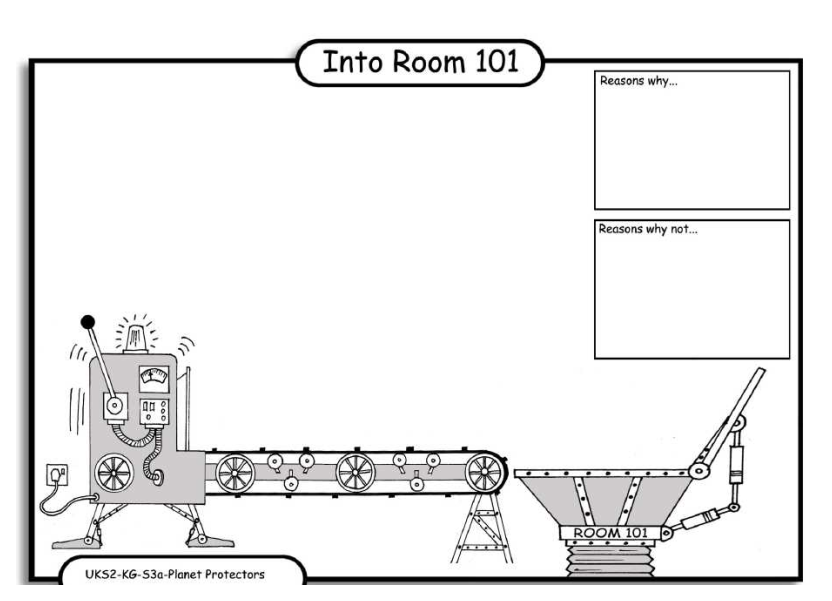 Into Room 101
Reasons why...
Reasons why not...
ROOM 101
UKS2-KG-S3a-Planet Protectors